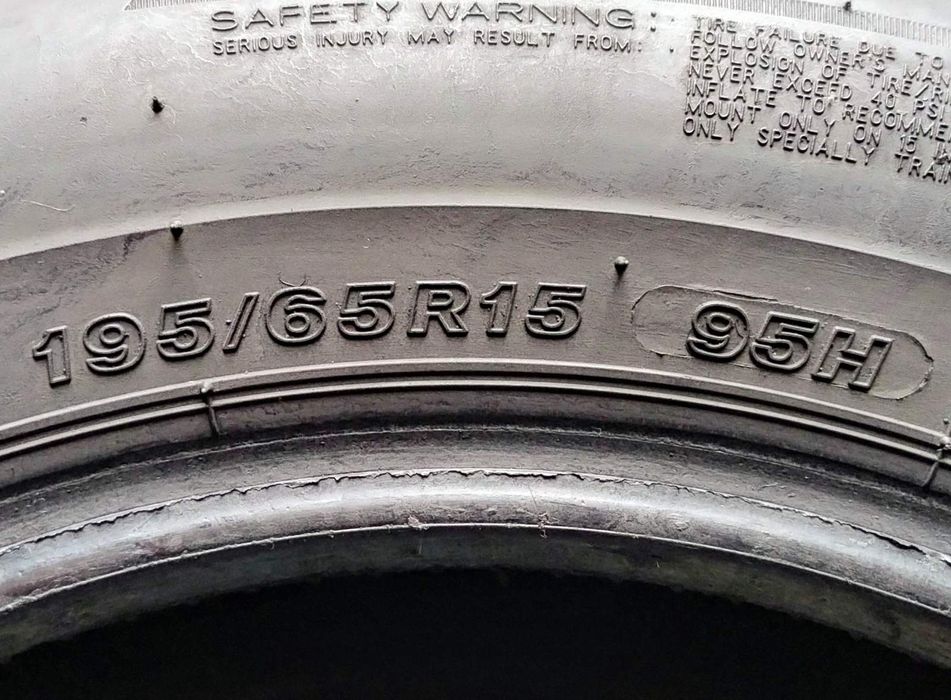 SAFETY WARNING:
SERIOUS INJURY MAY RESULT FROM:
TIRE FAILURE DUE TO
FOLLOW OWNER'S
EXPLOSION OF TIRE/
NEVER EXCEED 40 PSI
INFLATE TO
MOUNT ONLY ON 15
ONLY SPECIALLY
195/65R15 95H